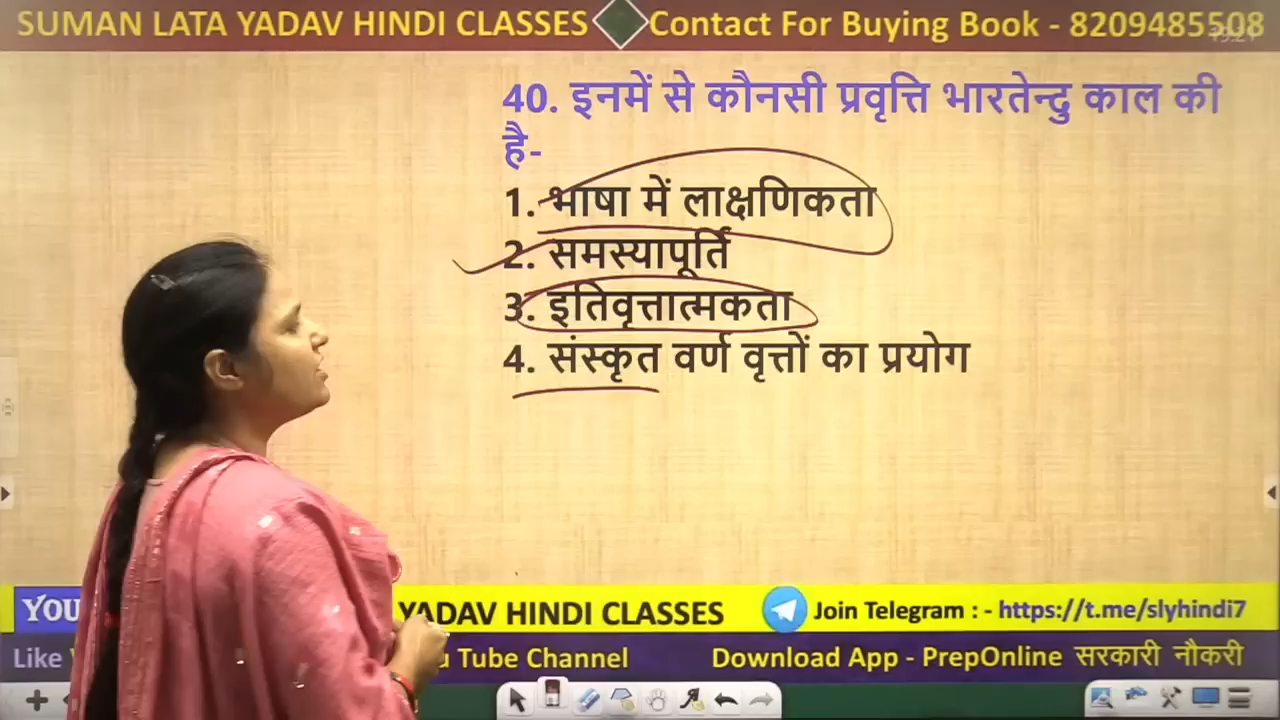 SUMAN LATA YADAV HINDI CLASSES Contact For Buying Book - 8209485508
19:21
40. इनमें से कौनसी प्रवृत्ति भारतेन्दु काल की
है-
1. भाषा में लाक्षणिकता
2. समस्यापूर्ति
3. इतिवृत्तात्मकता
4. संस्कृत वर्ण वृत्तों का प्रयोग
YOU YADAV HINDI CLASSES Join Telegram : - https://t.me/slyhindi7
Like Tube Channel Download App - PrepOnline सरकारी नौकरी